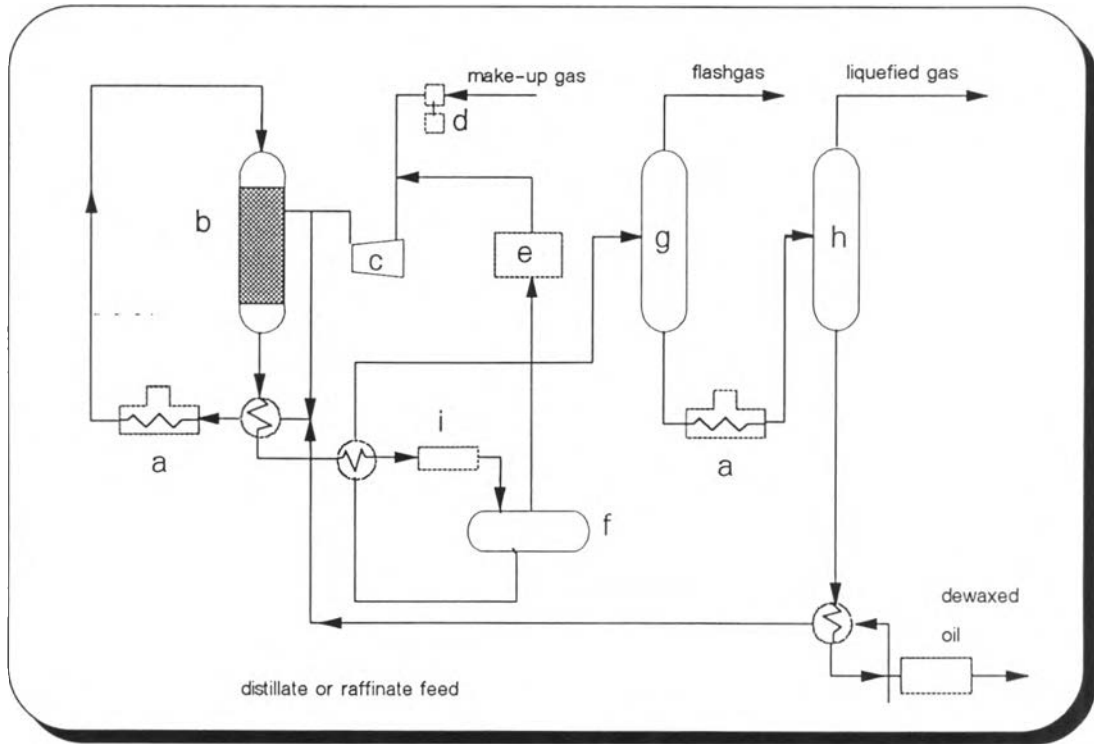 make-up gas
flashgas
liquefied gas
d
b
c
e
g
h
a
i
a
f
dewaxed
oil
distillate or raffinate feed